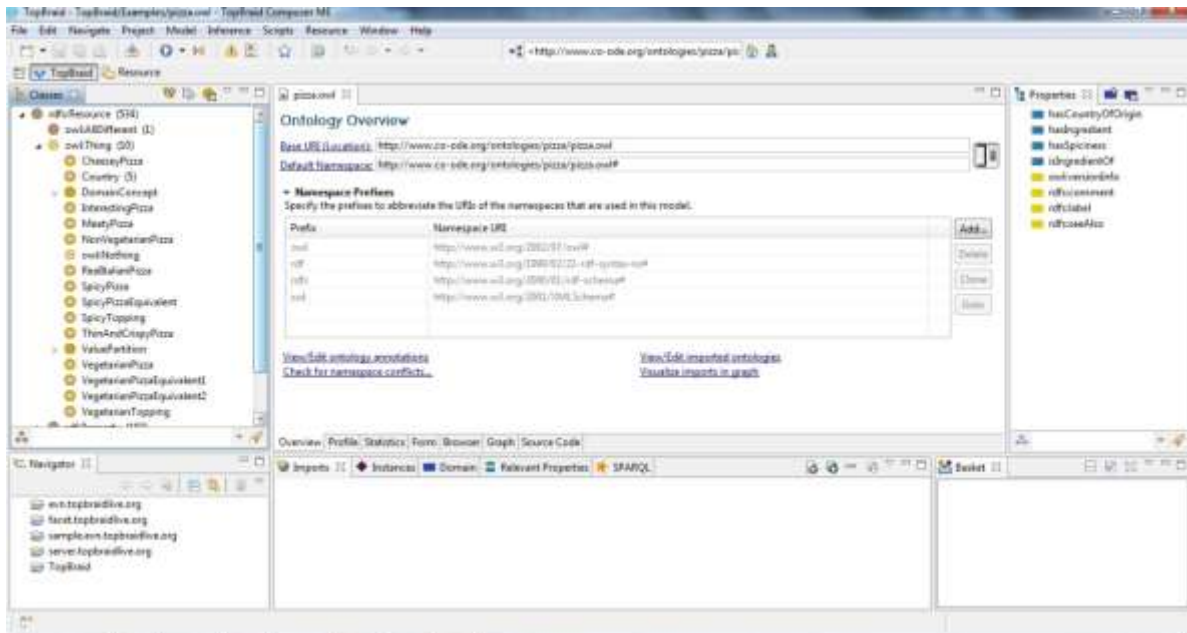 TopBraid - TopBraid/Examples/pizza.owl - TopBraid Composer ME
File Edit Navigate Project Model Inference Scripts Resource Window Help
<http://www.co-ode.org/ontologies/pizza/pi
TopBraid Resource
Classes
rdfs:Resource (534)
owl:AllDifferent (1)
owl:Thing (10)
CheeseyPizza
Country (5)
DomainConcept
InterestingPizza
MeatyPizza
NonVegetarianPizza
owl:Nothing
RealItalianPizza
SpicyPizza
SpicyPizzaEquivalent
SpicyTopping
ThinAndCrispyPizza
ValuePartition
VegetarianPizza
VegetarianPizzaEquivalent1
VegetarianPizzaEquivalent2
VegetarianTopping
pizza.owl
Ontology Overview
Base URI (Location): http://www.co-ode.org/ontologies/pizza/pizza.owl
Default Namespace: http://www.co-ode.org/ontologies/pizza/pizza.owl#
Namespace Prefixes
Specify the prefixes to abbreviate the URIs of the namespaces that are used in this model.
Prefix Namespace URI
owl http://www.w3.org/2002/07/owl#
rdf http://www.w3.org/1999/02/22-rdf-syntax-ns#
rdfs http://www.w3.org/2000/01/rdf-schema#
xsd http://www.w3.org/2001/XMLSchema#
Add...
Delete
View/Edit ontology annotations View/Edit imported ontologies
Check for namespace conflicts... Visualize imports in graph
Overview Profile Statistics Form Browser Graph Source Code
Properties
hasCountryOfOrigin
hasIngredient
hasSpiciness
isIngredientOf
owl:versionInfo
rdfs:comment
rdfs:label
rdfs:seeAlso
Navigator
evn.topbraidlive.org
facet.topbraidlive.org
sample.evn.topbraidlive.org
server.topbraidlive.org
TopBraid
Imports Instances Domain Relevant Properties SPARQL
Basket